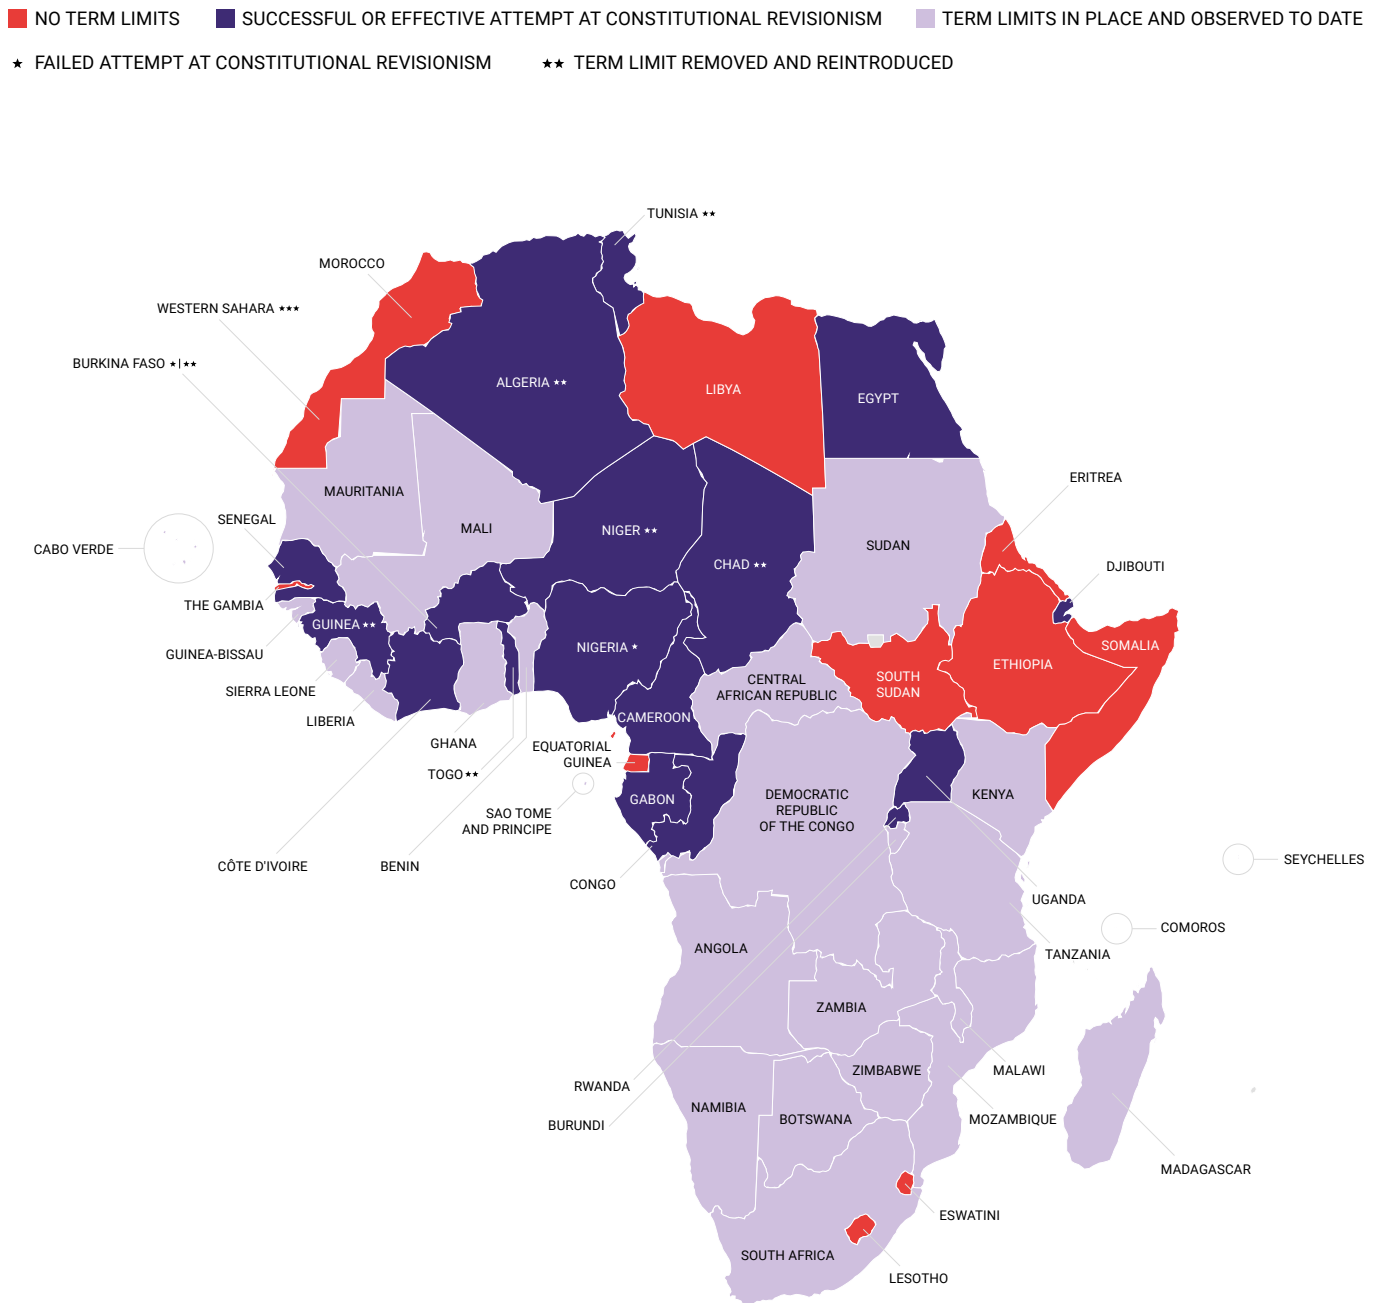 NO TERM LIMITS
SUCCESSFUL OR EFFECTIVE ATTEMPT AT CONSTITUTIONAL REVISIONISM
TERM LIMITS IN PLACE AND OBSERVED TO DATE
★ FAILED ATTEMPT AT CONSTITUTIONAL REVISIONISM
★★ TERM LIMIT REMOVED AND REINTRODUCED
TUNISIA ★★
MOROCCO
WESTERN SAHARA ★★★
BURKINA FASO ★|★★
ALGERIA ★★
LIBYA
EGYPT
ERITREA
MAURITANIA
SENEGAL
MALI
NIGER ★★
CABO VERDE
SUDAN
CHAD ★★
DJIBOUTI
THE GAMBIA
GUINEA ★★
NIGERIA ★
SOMALIA
GUINEA-BISSAU
ETHIOPIA
CENTRAL
AFRICAN REPUBLIC
SOUTH
SUDAN
SIERRA LEONE
LIBERIA
CAMEROON
GHANA
EQUATORIAL
GUINEA
TOGO★★
GABON
DEMOCRATIC
REPUBLIC
OF THE CONGO
KENYA
SAO TOME
AND PRINCIPE
CÔTE D'IVOIRE
BENIN
CONGO
SEYCHELLES
UGANDA
COMOROS
ANGOLA
TANZANIA
ZAMBIA
ZIMBABWE
MALAWI
RWANDA
NAMIBIA
BOTSWANA
MOZAMBIQUE
BURUNDI
MADAGASCAR
ESWATINI
SOUTH AFRICA
LESOTHO